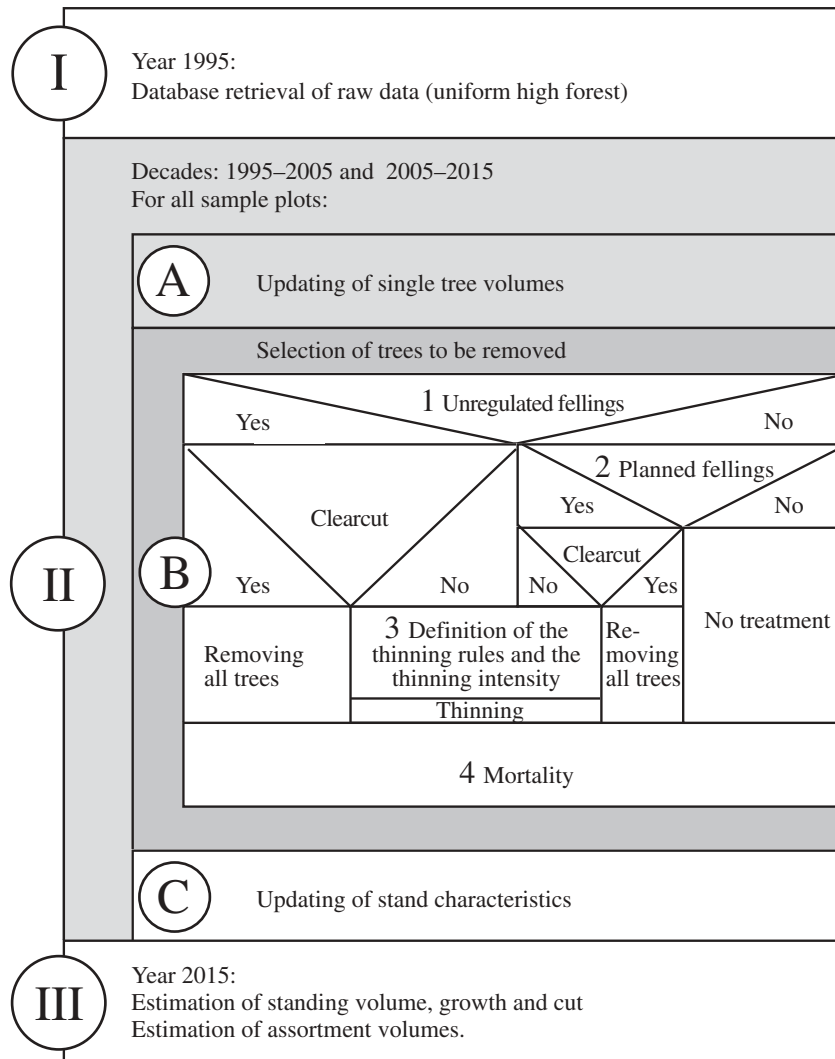 I
Year 1995:
Database retrieval of raw data (uniform high forest)
II
Decades: 1995–2005 and 2005–2015
For all sample plots:
A
Updating of single tree volumes
B
Selection of trees to be removed
1 Unregulated fellings
Yes
No
2 Planned fellings
Yes
No
Clearcut
Yes
No
Clearcut
No
Yes
Removing
all trees
3 Definition of the
thinning rules and the
thinning intensity
Thinning
Re-
moving
all trees
No treatment
4 Mortality
C
Updating of stand characteristics
III
Year 2015:
Estimation of standing volume, growth and cut
Estimation of assortment volumes.